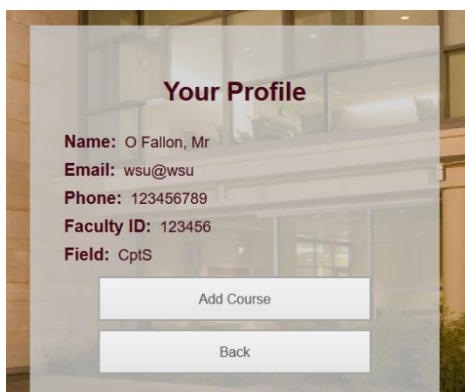 Your Profile
Name: O Fallon, Mr
Email: wsu@wsu
Phone: 123456789
Faculty ID: 123456
Field: CptS
Add Course
Back